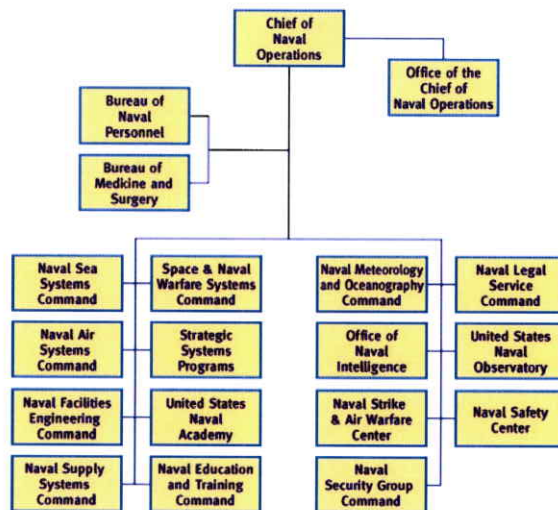 Chief of
Naval
Operations
Office of the
Chief of
Naval Operations
Bureau of
Naval
Personnel
Bureau of
Medicine and
Surgery
Naval Sea
Systems
Command
Space & Naval
Warfare Systems
Command
Naval Meteorology
and Oceanography
Command
Naval Legal
Service
Command
Naval Air
Systems
Command
Strategic
Systems
Programs
Office of
Naval
Intelligence
United States
Naval
Observatory
Naval Facilities
Engineering
Command
United States
Naval
Academy
Naval Strike
& Air Warfare
Center
Naval Safety
Center
Naval Supply
Systems
Command
Naval Education
and Training
Command
Naval
Security Group
Command